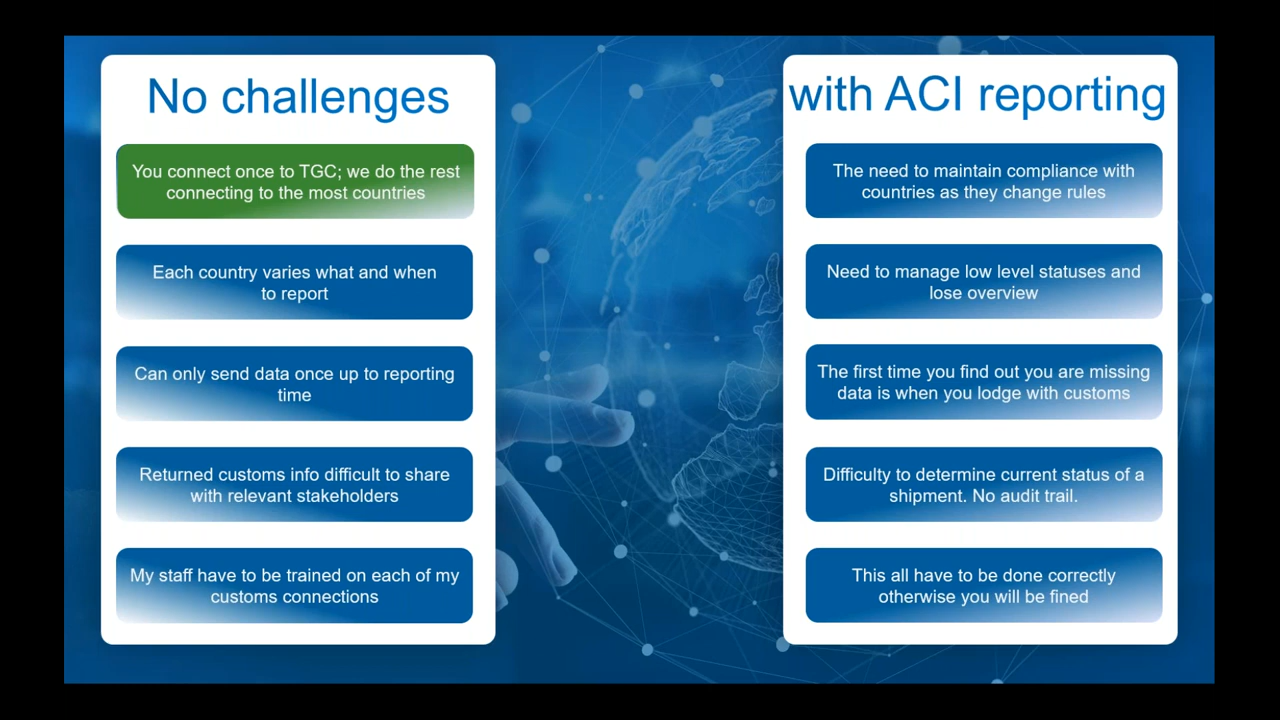 No challenges
You connect once to TGC; we do the rest
connecting to the most countries
Each country varies what and when
to report
Can only send data once up to reporting
time
Returned customs info difficult to share
with relevant stakeholders
My staff have to be trained on each of my
customs connections
with ACI reporting
The need to maintain compliance with
countries as they change rules
Need to manage low level statuses and
lose overview
The first time you find out you are missing
data is when you lodge with customs
Difficulty to determine current status of a
shipment. No audit trail.
This all have to be done correctly
otherwise you will be fined